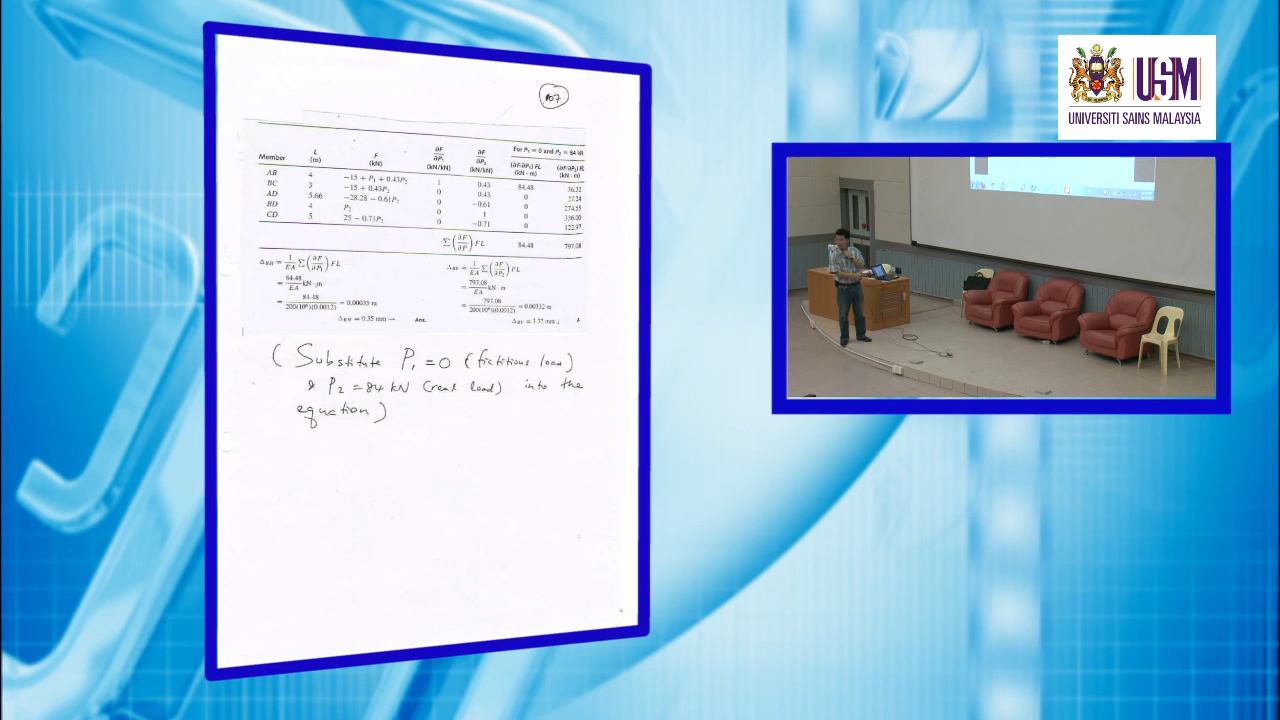 107
Member
L
(m)
F
(kN)
∂F
∂P₁
(kN/kN)
∂F
∂P₂
(kN/kN)
For P₁ = 0 and P₂ = 84 kN
(∂F/∂P₁) FL
(kN · m)
(∂F/∂P₂) FL
(kN · m)
AB 4 −15 + P₁ + 0.43P₂ 1 0.43 84.48 36.32
BC 3 −15 + 0.43P₂ 0 0.43 0 27.24
AD 5.66 −28.28 − 0.61P₂ 0 −0.61 0 274.55
BD 4 P₂ 0 1 0 336.00
CD 5 25 − 0.71P₂ 0 −0.71 0 122.97
∑ (∂F/∂P) FL 84.48 797.08
Δ_BH = 1/EA ∑ (∂F/∂P₁) FL
= 84.48/EA kN · m
= 84.48/200(10⁶)(0.0012) = 0.00035 m
Δ_BH = 0.35 mm → Ans.
Δ_BV = 1/EA ∑ (∂F/∂P₂) FL
= 797.08/EA kN · m
= 797.08/200(10⁶)(0.0012) = 0.00332 m
Δ_BV = 3.32 mm ↓ A
( Substitute P₁ = 0 (fictitious load)
& P₂ = 84 kN (real load) into the
equation )
USM
UNIVERSITI SAINS MALAYSIA